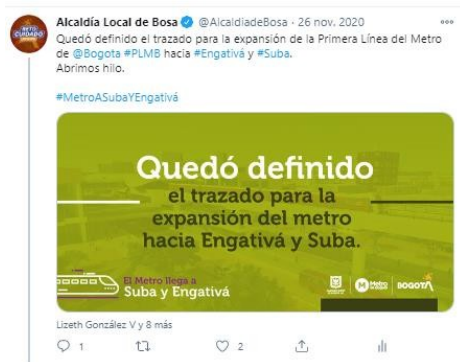 Alcaldía Local de Bosa @AlcaldiadeBosa · 26 nov. 2020
Quedó definido el trazado para la expansión de la Primera Línea del Metro
de @Bogota #PLMB hacia #Engativá y #Suba.
Abrimos hilo.
#MetroASubaYEngativá
Quedó definido
el trazado para la
expansión del metro
hacia Engativá y Suba.
El Metro llega a
Suba y Engativá
BOGOTÁ
Lizeth González V y 8 más
1 2